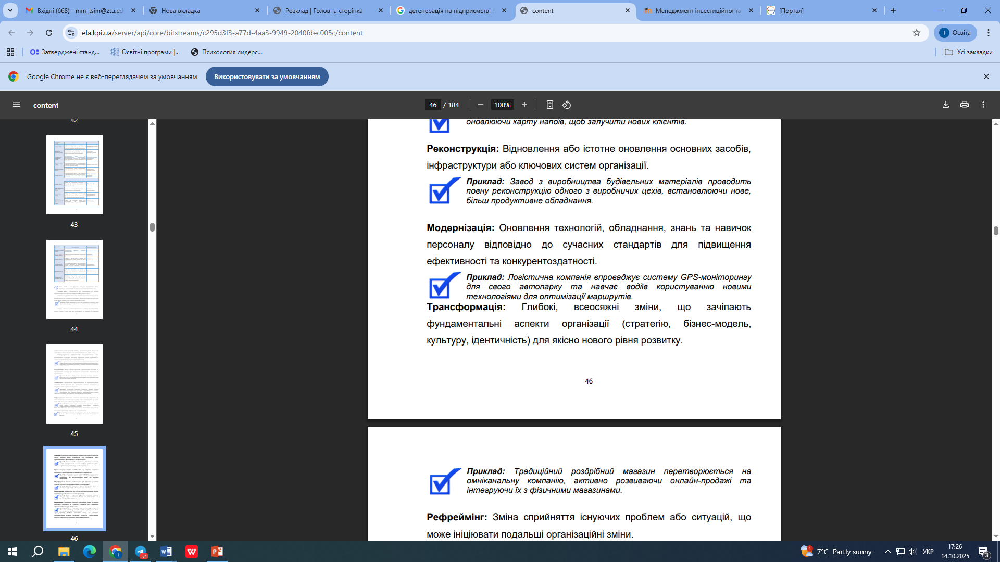 Вхідні (668) - mm_tsim@ztu.ed
Нова вкладка
Розклад | Головна сторінка
дегенерація на підприємстві п
content
Менеджмент інвестиційної та
[Портал]
ela.kpi.ua/server/api/core/bitstreams/c295d3f3-a77d-4aa3-9949-2040fdec005c/content
І Освіта
Затверджені станд...
Освітні програми |...
Психология лидерс...
Усі закладки
Google Chrome не є веб-переглядачем за умовчанням
Використовувати за умовчанням
content
46 / 184
100%
42
43
44
45
46
оновлюючи карту напоїв, щоб залучити нових клієнтів.
Реконструкція: Відновлення або істотне оновлення основних засобів,
інфраструктури або ключових систем організації.
Приклад: Завод з виробництва будівельних матеріалів проводить
повну реконструкцію одного з виробничих цехів, встановлюючи нове,
більш продуктивне обладнання.
Модернізація: Оновлення технологій, обладнання, знань та навичок
персоналу відповідно до сучасних стандартів для підвищення
ефективності та конкурентоздатності.
Приклад: Логістична компанія впроваджує систему GPS-моніторингу
для свого автопарку та навчає водіїв користуванню новими
технологіями для оптимізації маршрутів.
Трансформація: Глибокі, всеосяжні зміни, що зачіпають
фундаментальні аспекти організації (стратегію, бізнес-модель,
культуру, ідентичність) для якісно нового рівня розвитку.
46
Приклад: Традиційний роздрібний магазин перетворюється на
омніканальну компанію, активно розвиваючи онлайн-продажі та
інтегруючи їх з фізичними магазинами.
Рефреймінг: Зміна сприйняття існуючих проблем або ситуацій, що
може ініціювати подальші організаційні зміни.
7°C Partly sunny
УКР
17:26
14.10.2025
3